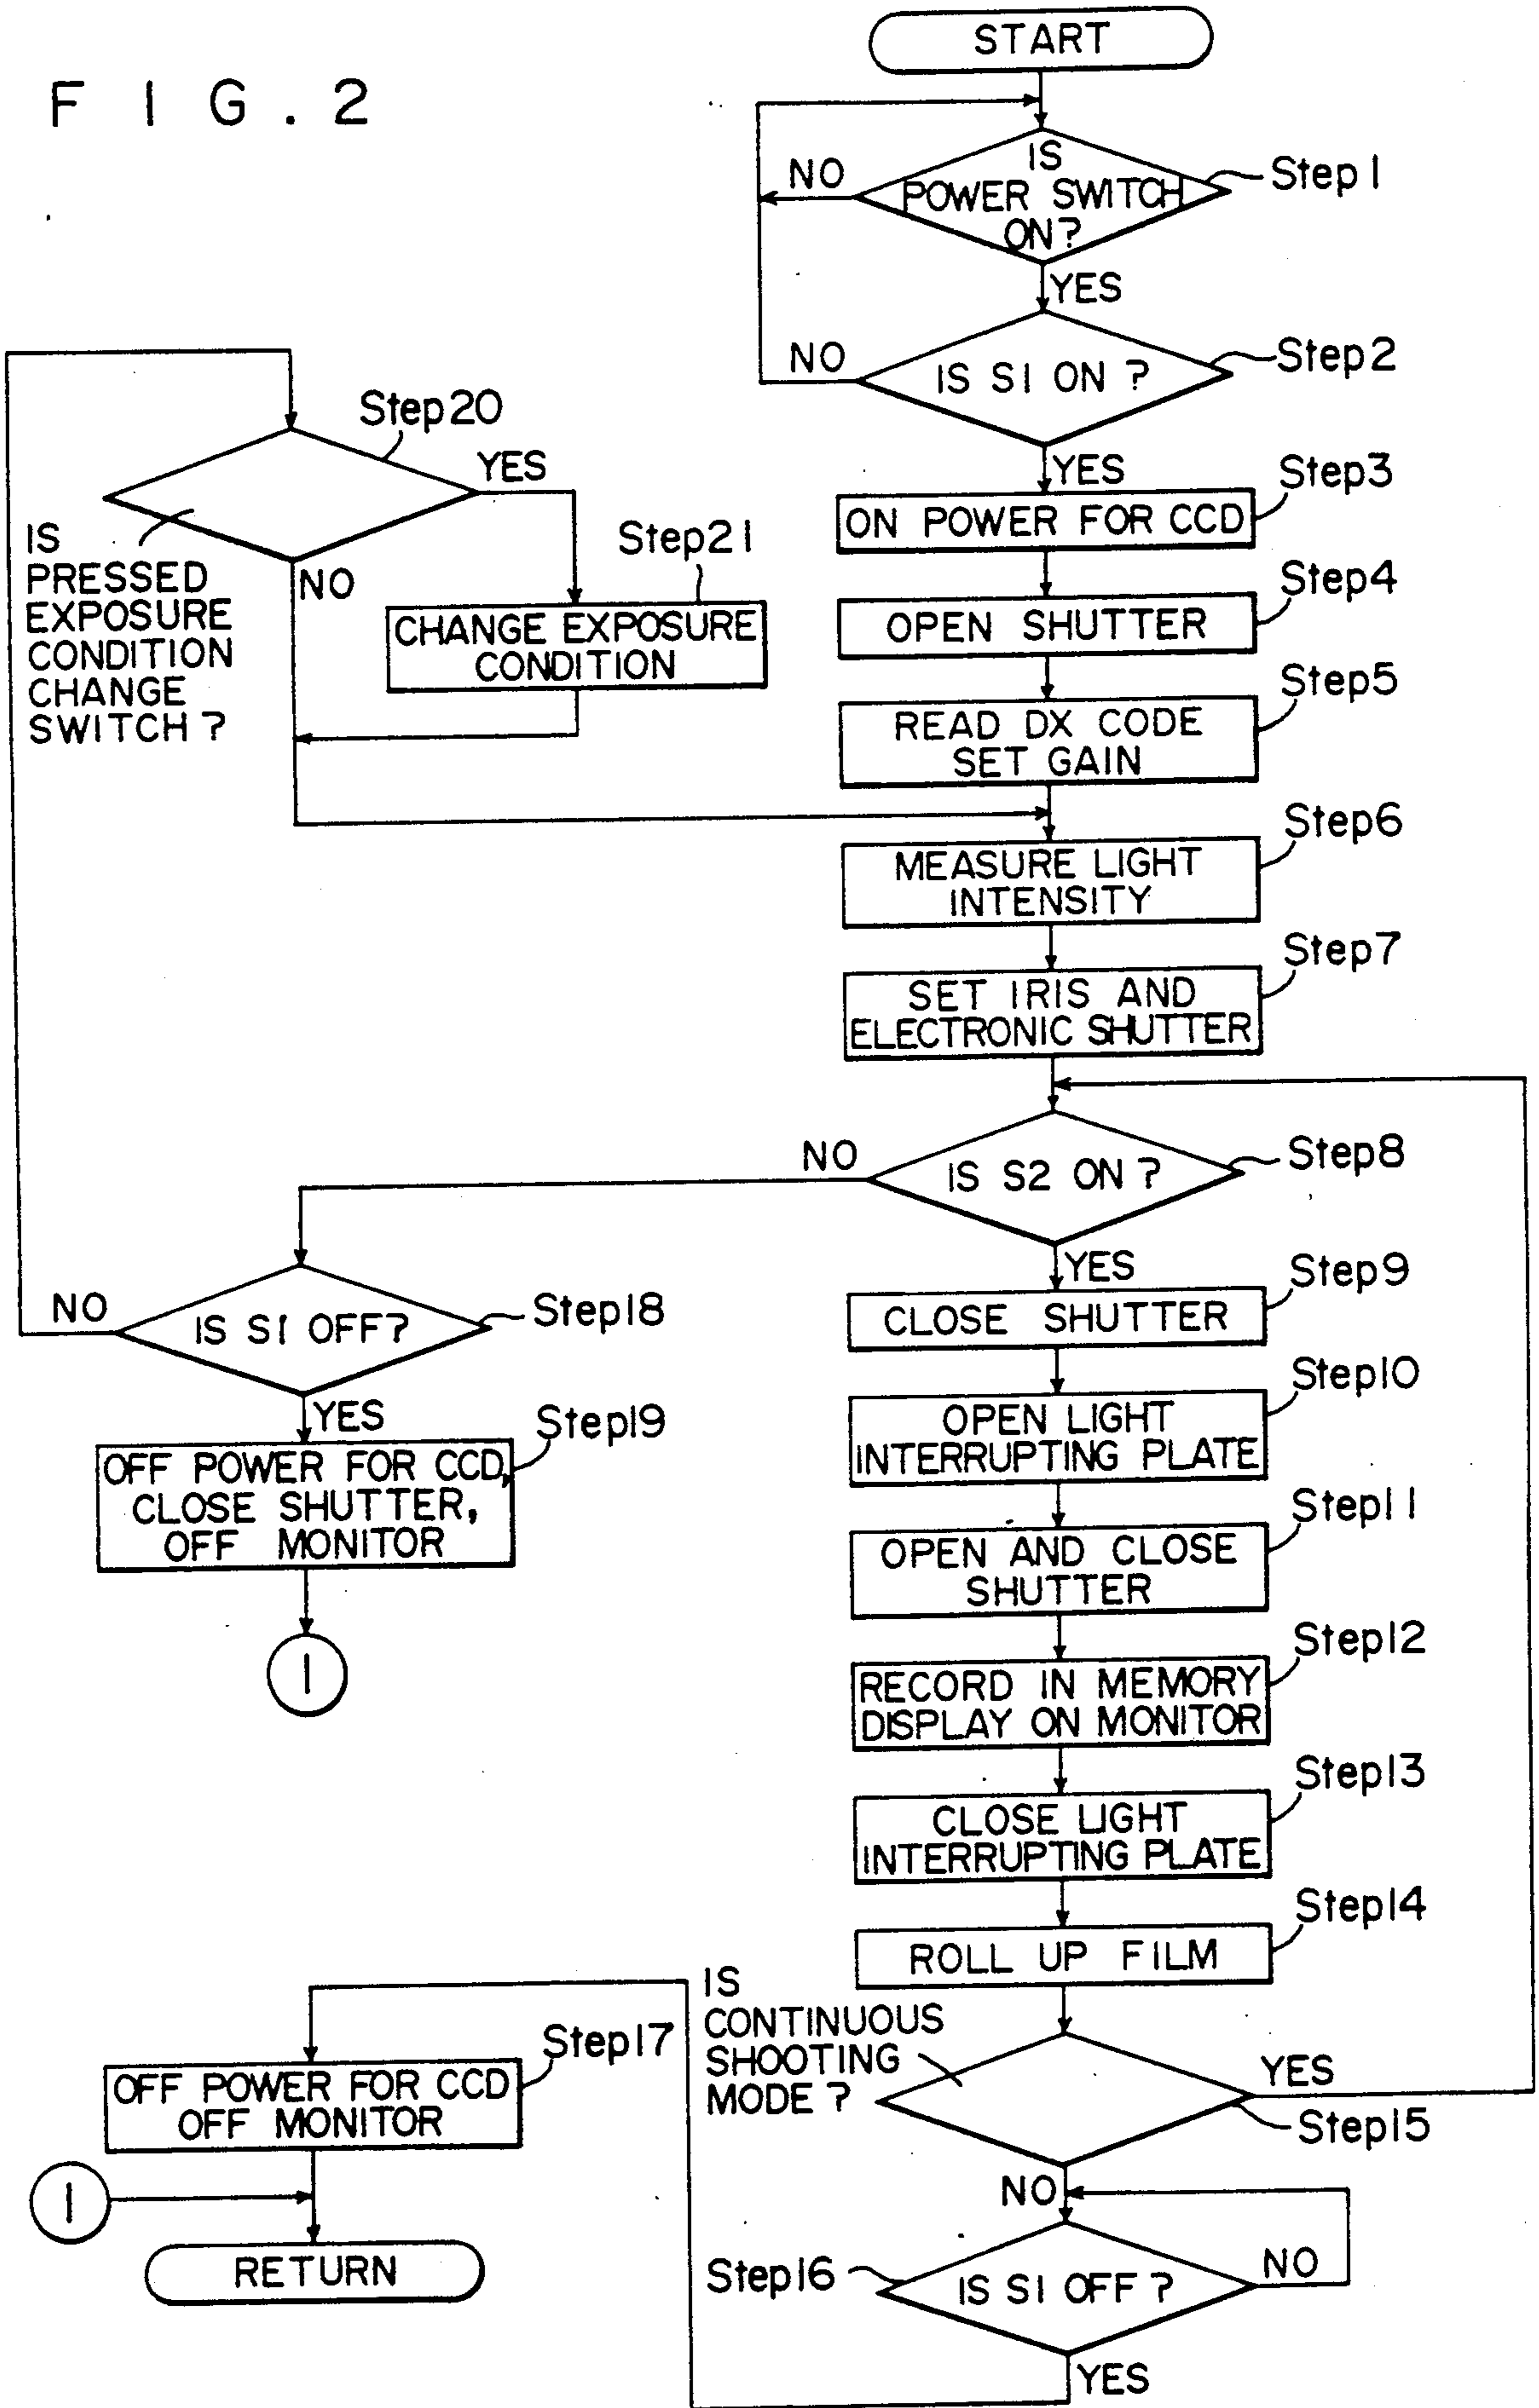 F I G . 2
START
IS
POWER SWITCH
ON?
Step1
NO
YES
IS S1 ON ?
Step2
NO
YES
ON POWER FOR CCD
Step3
OPEN SHUTTER
Step4
READ DX CODE
SET GAIN
Step5
Step20
YES
NO
IS
PRESSED
EXPOSURE
CONDITION
CHANGE
SWITCH ?
Step21
CHANGE EXPOSURE
CONDITION
MEASURE LIGHT
INTENSITY
Step6
SET IRIS AND
ELECTRONIC SHUTTER
Step7
IS S2 ON ?
Step8
NO
YES
IS S1 OFF?
Step18
NO
YES
OFF POWER FOR CCD,
CLOSE SHUTTER,
OFF MONITOR
Step19
1
CLOSE SHUTTER
Step9
OPEN LIGHT
INTERRUPTING PLATE
Step10
OPEN AND CLOSE
SHUTTER
Step11
RECORD IN MEMORY
DISPLAY ON MONITOR
Step12
CLOSE LIGHT
INTERRUPTING PLATE
Step13
ROLL UP FILM
Step14
IS
CONTINUOUS
SHOOTING
MODE ?
YES
Step15
NO
IS S1 OFF ?
Step16
NO
YES
OFF POWER FOR CCD
OFF MONITOR
Step17
1
RETURN